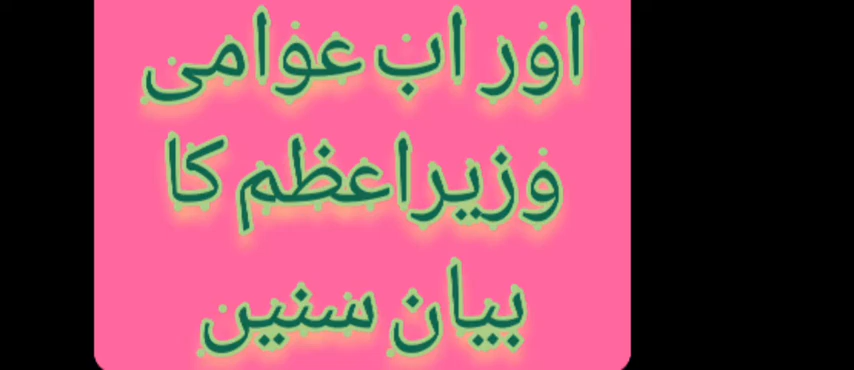 اور اب عوامی
وزیراعظم کا
بیان سنیں